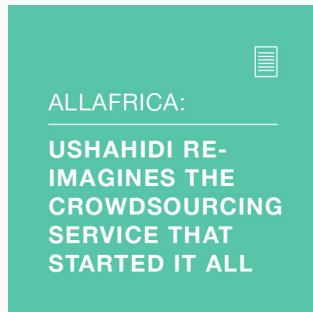 ALLAFRICA:
USHAHIDI RE-
IMAGINES THE
CROWDSOURCING
SERVICE THAT
STARTED IT ALL